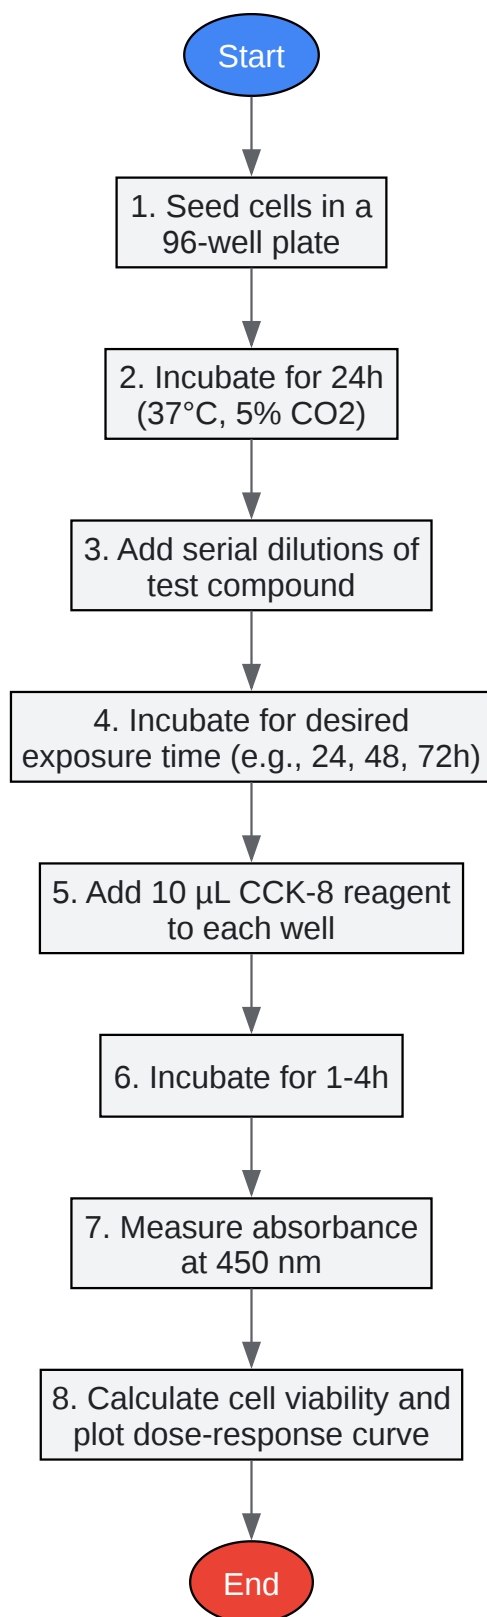 Start
1. Seed cells in a
96-well plate
2. Incubate for 24h
(37°C, 5% CO2)
3. Add serial dilutions of
test compound
4. Incubate for desired
exposure time (e.g., 24, 48, 72h)
5. Add 10 µL CCK-8 reagent
to each well
6. Incubate for 1-4h
7. Measure absorbance
at 450 nm
8. Calculate cell viability and
plot dose-response curve
End